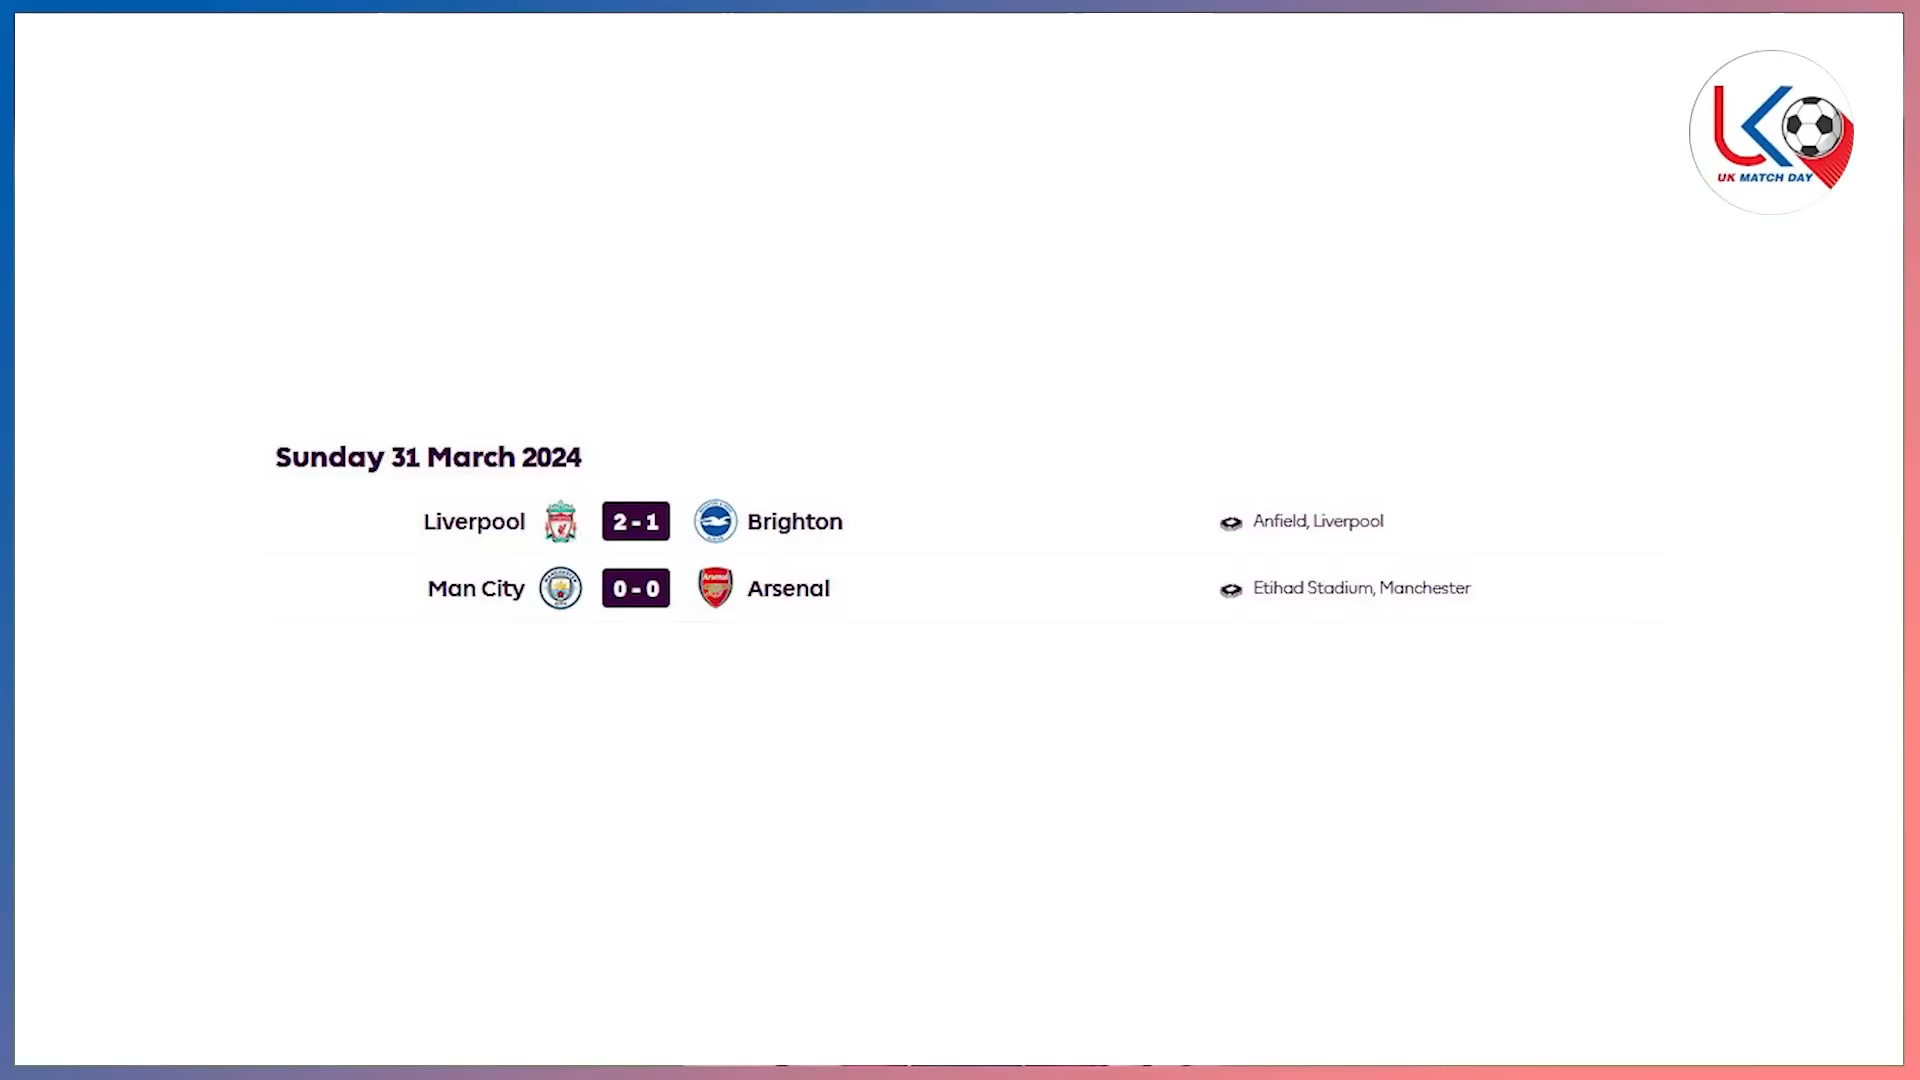 UK MATCH DAY
Sunday 31 March 2024
Liverpool 2 - 1 Brighton Anfield, Liverpool
Man City 0 - 0 Arsenal Etihad Stadium, Manchester